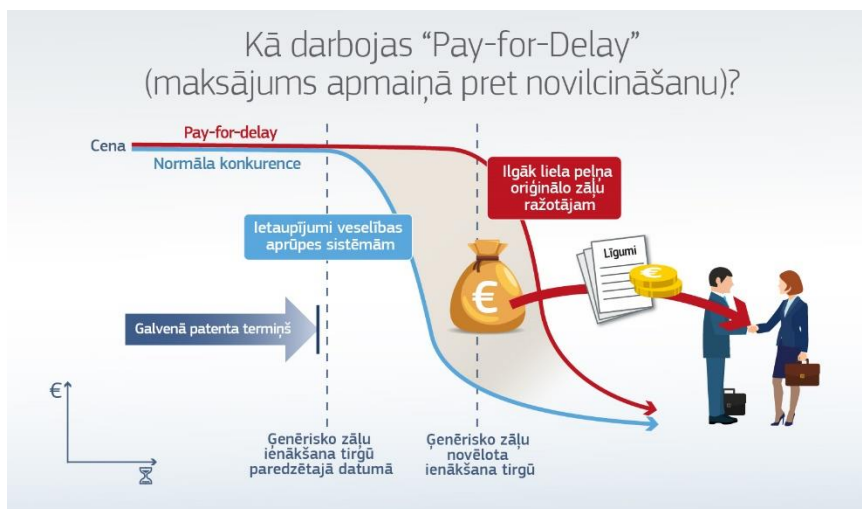 Kā darbojas “Pay-for-Delay”
(maksājums apmaiņā pret novilcināšanu)?
Cena
Pay-for-delay
Normāla konkurence
Ilgāk liela peļņa
oriģinālo zāļu
ražotājam
Ietaupījumi veselības
aprūpes sistēmām
Līgumi
€
€
Galvenā patenta termiņš
€
Ģenērisko zāļu
ienākšana tirgū
paredzētajā datumā
Ģenērisko zāļu
novēlota
ienākšana tirgū